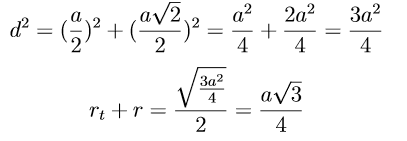 d² = (a/2)² + (a√2/2)² = a²/4 + 2a²/4 = 3a²/4
r_t + r = √(3a²/4)/2 = a√3/4